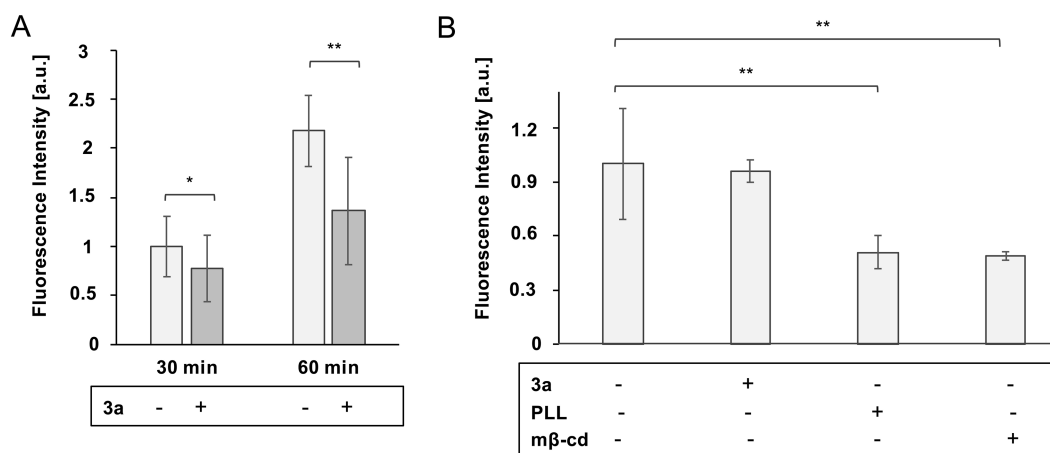 A
Fluorescence Intensity [a.u.]
3
2.5
2
1.5
1
0.5
0
*
**
30 min 60 min
3a - + - +
B
Fluorescence Intensity [a.u.]
1.2
0.9
0.6
0.3
0
**
**
3a - + - -
PLL - - + -
mβ-cd - - - +